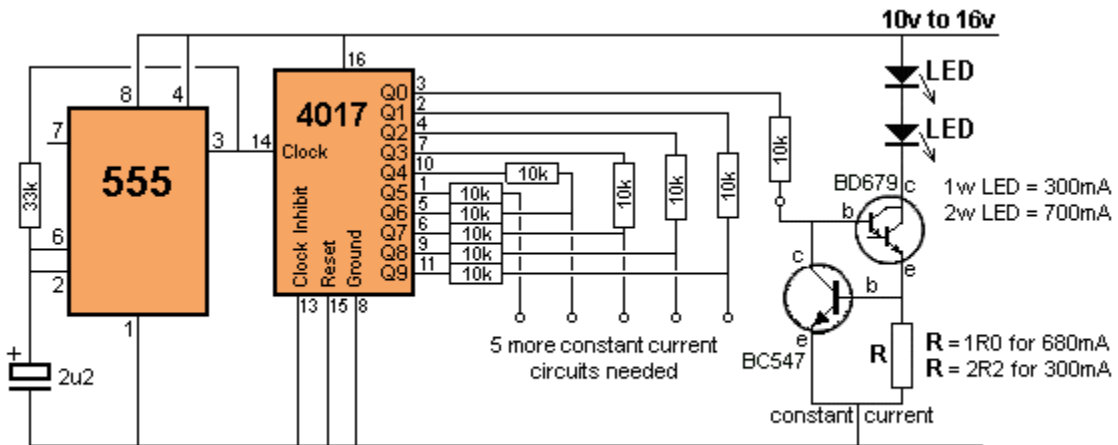 10v to 16v
16
8
4
7
555
3
14
33k
6
2
1
2u2
+
4017
Clock
Clock Inhibit
Reset
Ground
13
15
8
Q0
3
Q1
2
Q2
4
Q3
7
Q4
10
Q5
1
Q6
5
Q7
6
Q8
9
Q9
11
10k
10k
10k
10k
10k
10k
10k
10k
10k
10k
5 more constant current
circuits needed
LED
LED
BD679
c
b
e
1w LED = 300mA
2w LED = 700mA
c
b
e
BC547
R
R = 1R0 for 680mA
R = 2R2 for 300mA
constant current